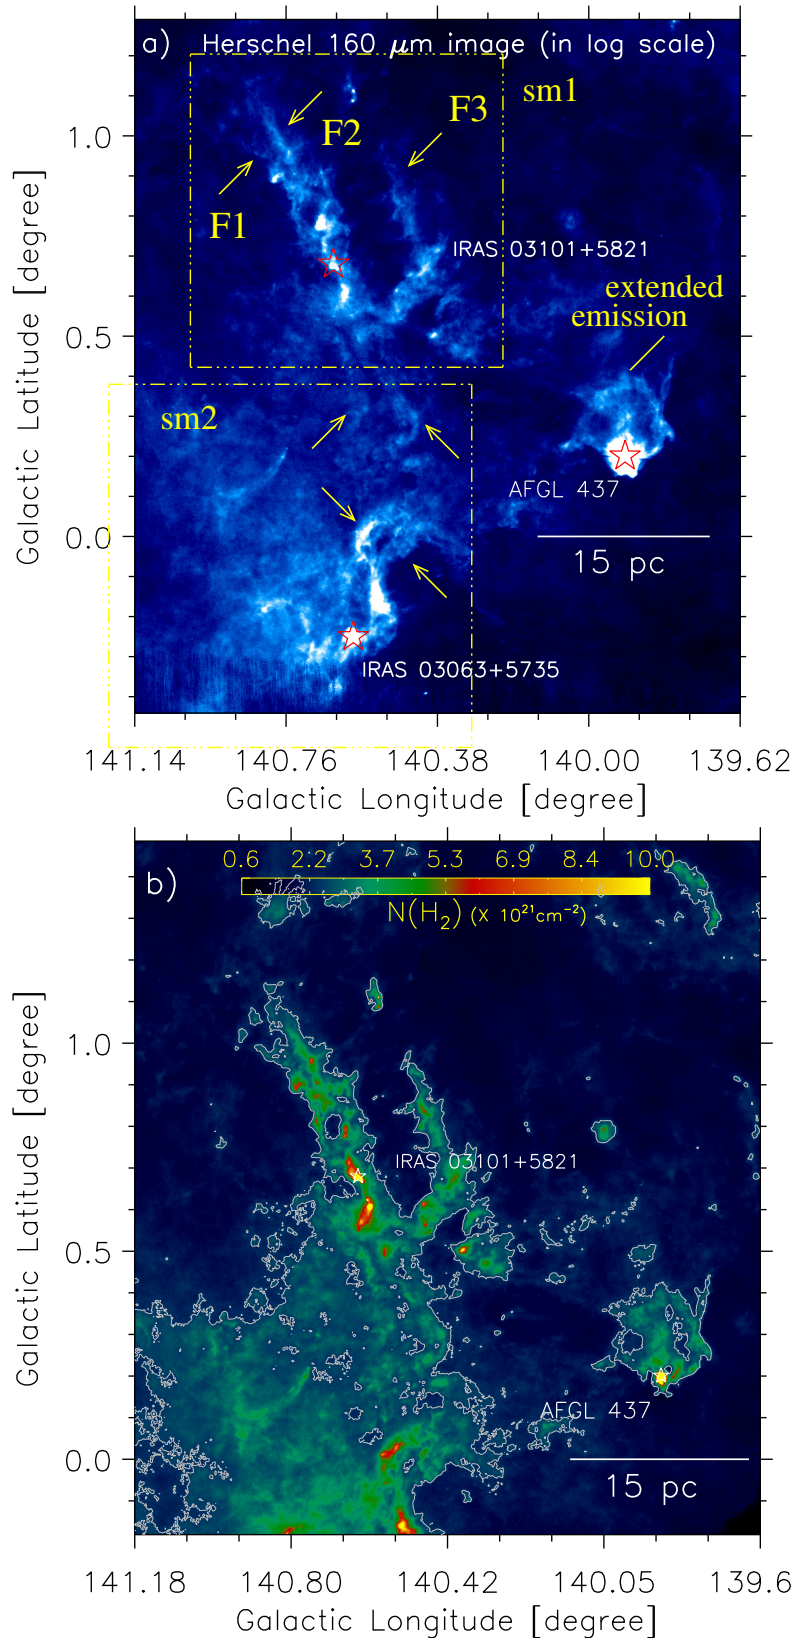 a) Herschel 160 μm image (in log scale)
sm1
F3
F2
F1
IRAS 03101+5821
extended
emission
sm2
AFGL 437
15 pc
IRAS 03063+5735
1.0
0.5
0.0
Galactic Latitude [degree]
141.14 140.76 140.38 140.00 139.62
Galactic Longitude [degree]
b)
0.6 2.2 3.7 5.3 6.9 8.4 10.0
N(H₂) (x 10²¹cm⁻²)
IRAS 03101+5821
AFGL 437
15 pc
1.0
0.5
0.0
Galactic Latitude [degree]
141.18 140.80 140.42 140.05 139.6
Galactic Longitude [degree]